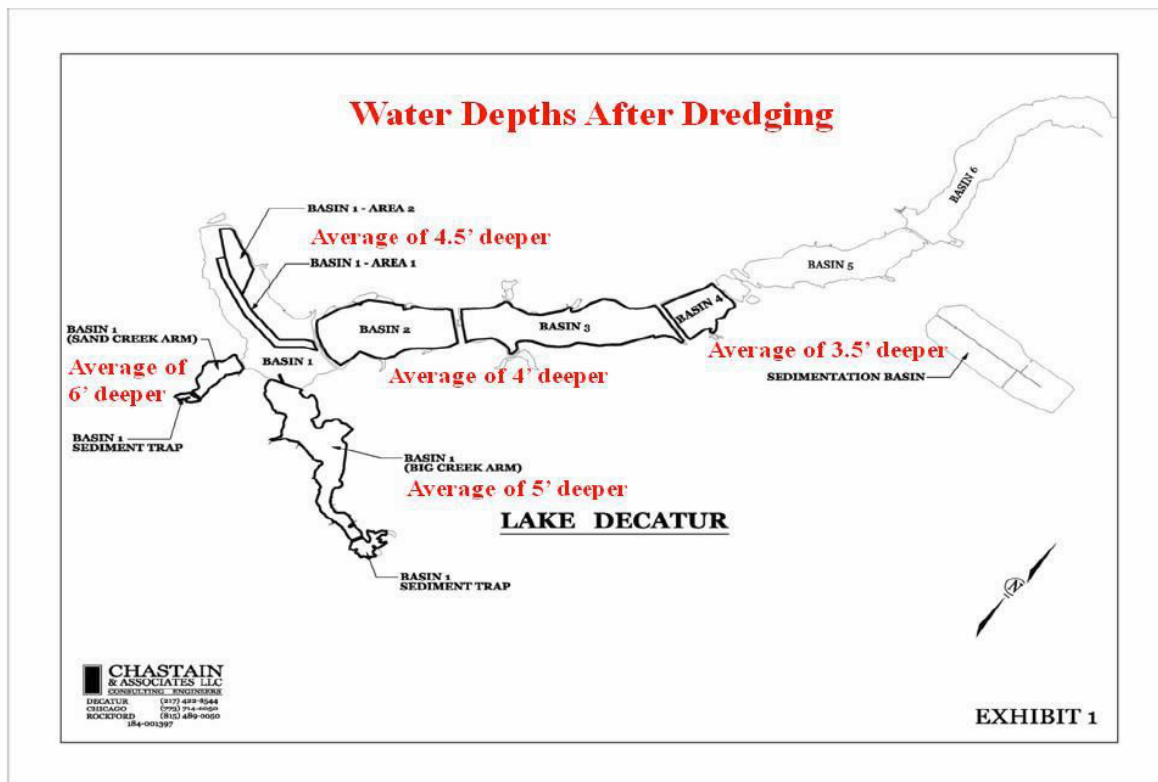 Water Depths After Dredging
BASIN 6
BASIN 1 - AREA 2
Average of 4.5' deeper
BASIN 1 - AREA 1
BASIN 5
BASIN 4
BASIN 1
(SAND CREEK ARM)
BASIN 2
BASIN 3
Average of
6' deeper
BASIN 1
Average of 4' deeper
Average of 3.5' deeper
SEDIMENTATION BASIN
BASIN 1
SEDIMENT TRAP
BASIN 1
(BIG CREEK ARM)
Average of 5' deeper
LAKE DECATUR
BASIN 1
SEDIMENT TRAP
N
CHASTAIN
& ASSOCIATES LLC
CONSULTING ENGINEERS
DECATUR (217) 422-8544
CHICAGO (773) 714-0050
ROCKFORD (815) 489-0050
184-001397
EXHIBIT 1